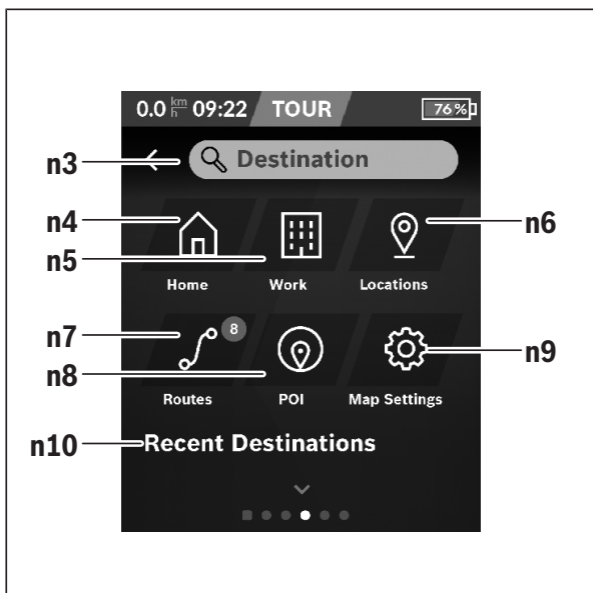 0.0 km/h 09:22 TOUR 76%
n3 Destination
n4 n6
n5
Home Work Locations
n7 8
n9
n8
Routes POI Map Settings
n10 Recent Destinations